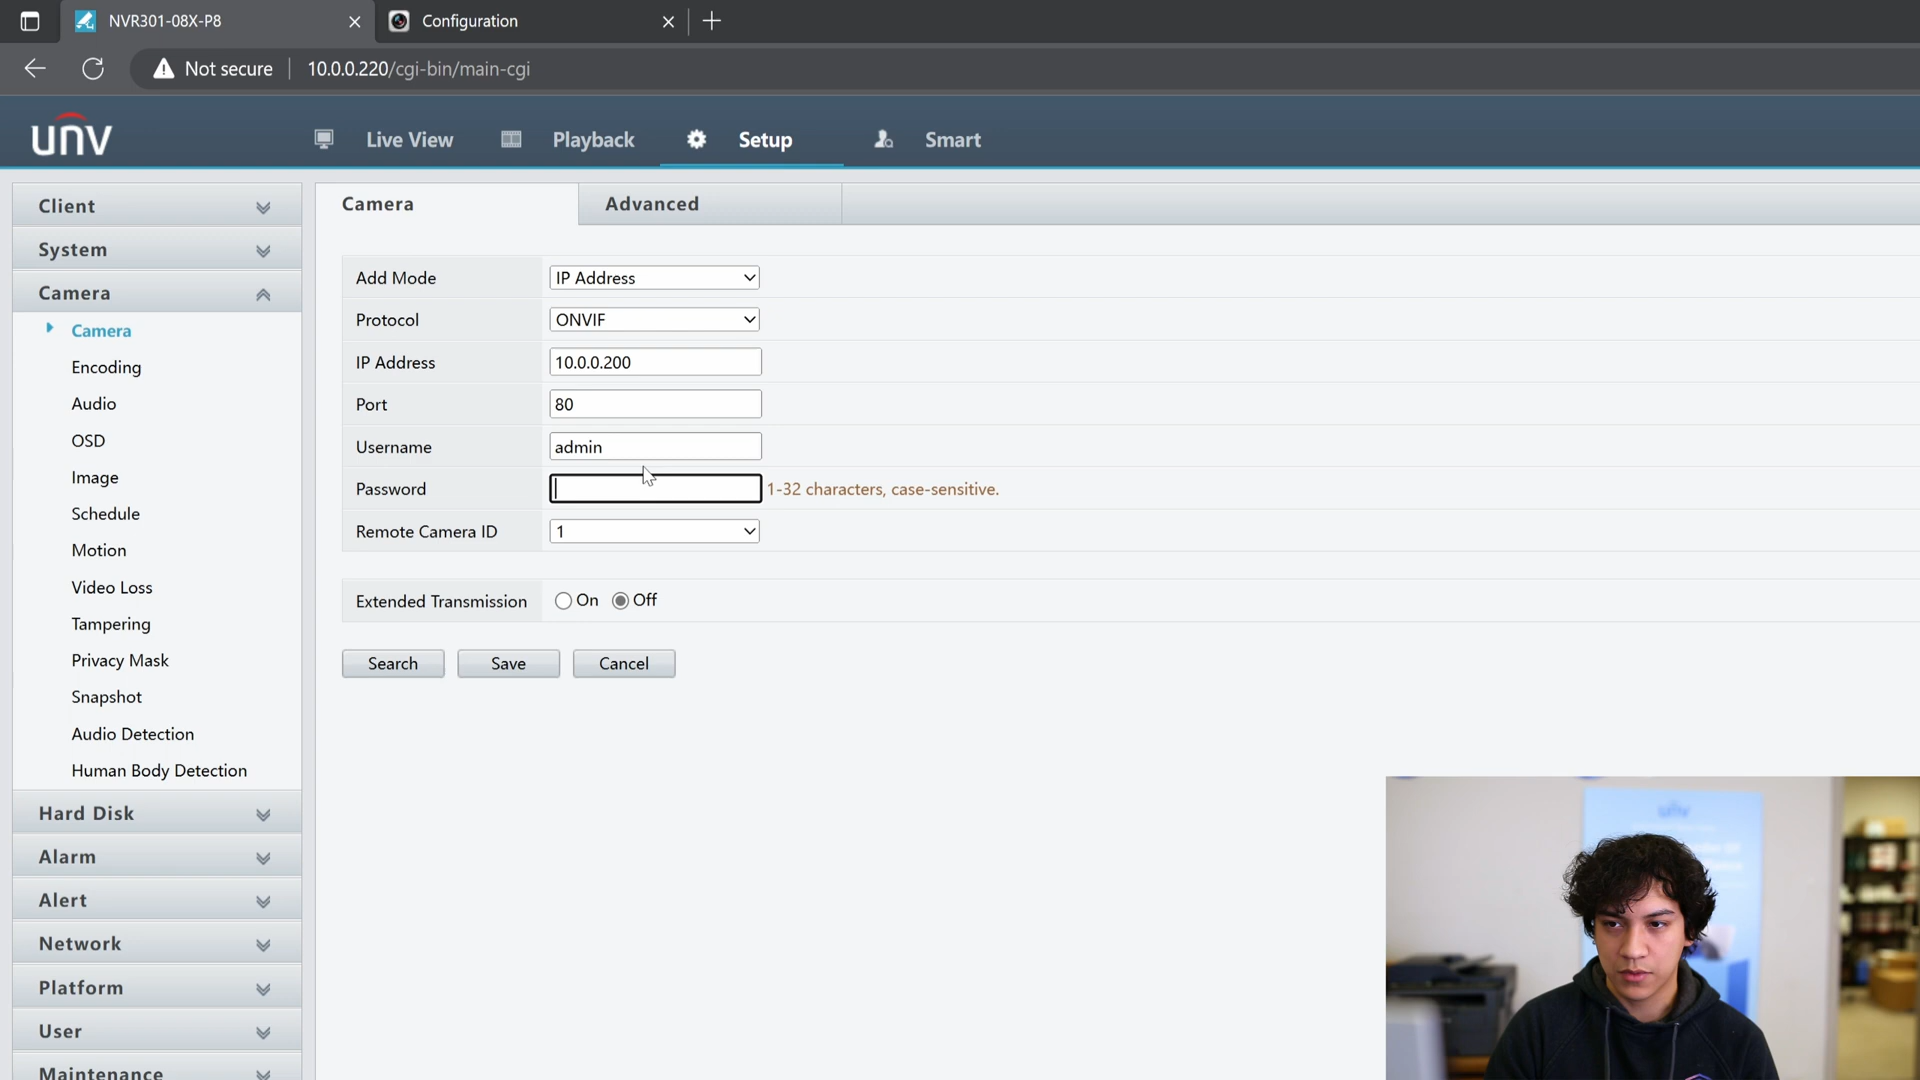 NVR301-08X-P8
Configuration
Not secure
10.0.0.220/cgi-bin/main-cgi
unv
Live View
Playback
Setup
Smart
Client
System
Camera
Camera
Encoding
Audio
OSD
Image
Schedule
Motion
Video Loss
Tampering
Privacy Mask
Snapshot
Audio Detection
Human Body Detection
Hard Disk
Alarm
Alert
Network
Platform
User
Maintenance
Camera
Advanced
Add Mode IP Address
Protocol ONVIF
IP Address 10.0.0.200
Port 80
Username admin
Password 1-32 characters, case-sensitive.
Remote Camera ID 1
Extended Transmission On Off
Search Save Cancel
unv